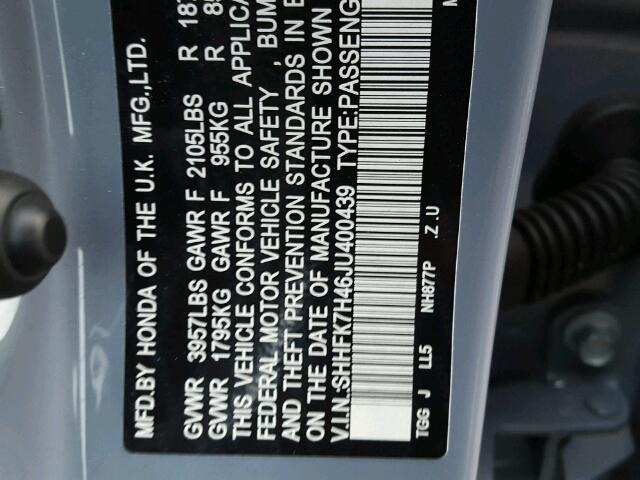 MFD.BY HONDA OF THE U.K. MFG.,LTD.
GVWR 3957LBS GAWR F 2105LBS R
GVWR 1795KG GAWR F 955KG R
THIS VEHICLE CONFORMS TO ALL
FEDERAL MOTOR VEHICLE SAFETY ,
AND THEFT PREVENTION STANDARDS IN
ON THE DATE OF MANUFACTURE SHOWN
V.I.N.:SHHFK7H46JU400439 TYPE:PASSENG
TGG J LL5 NH877P .Z .U